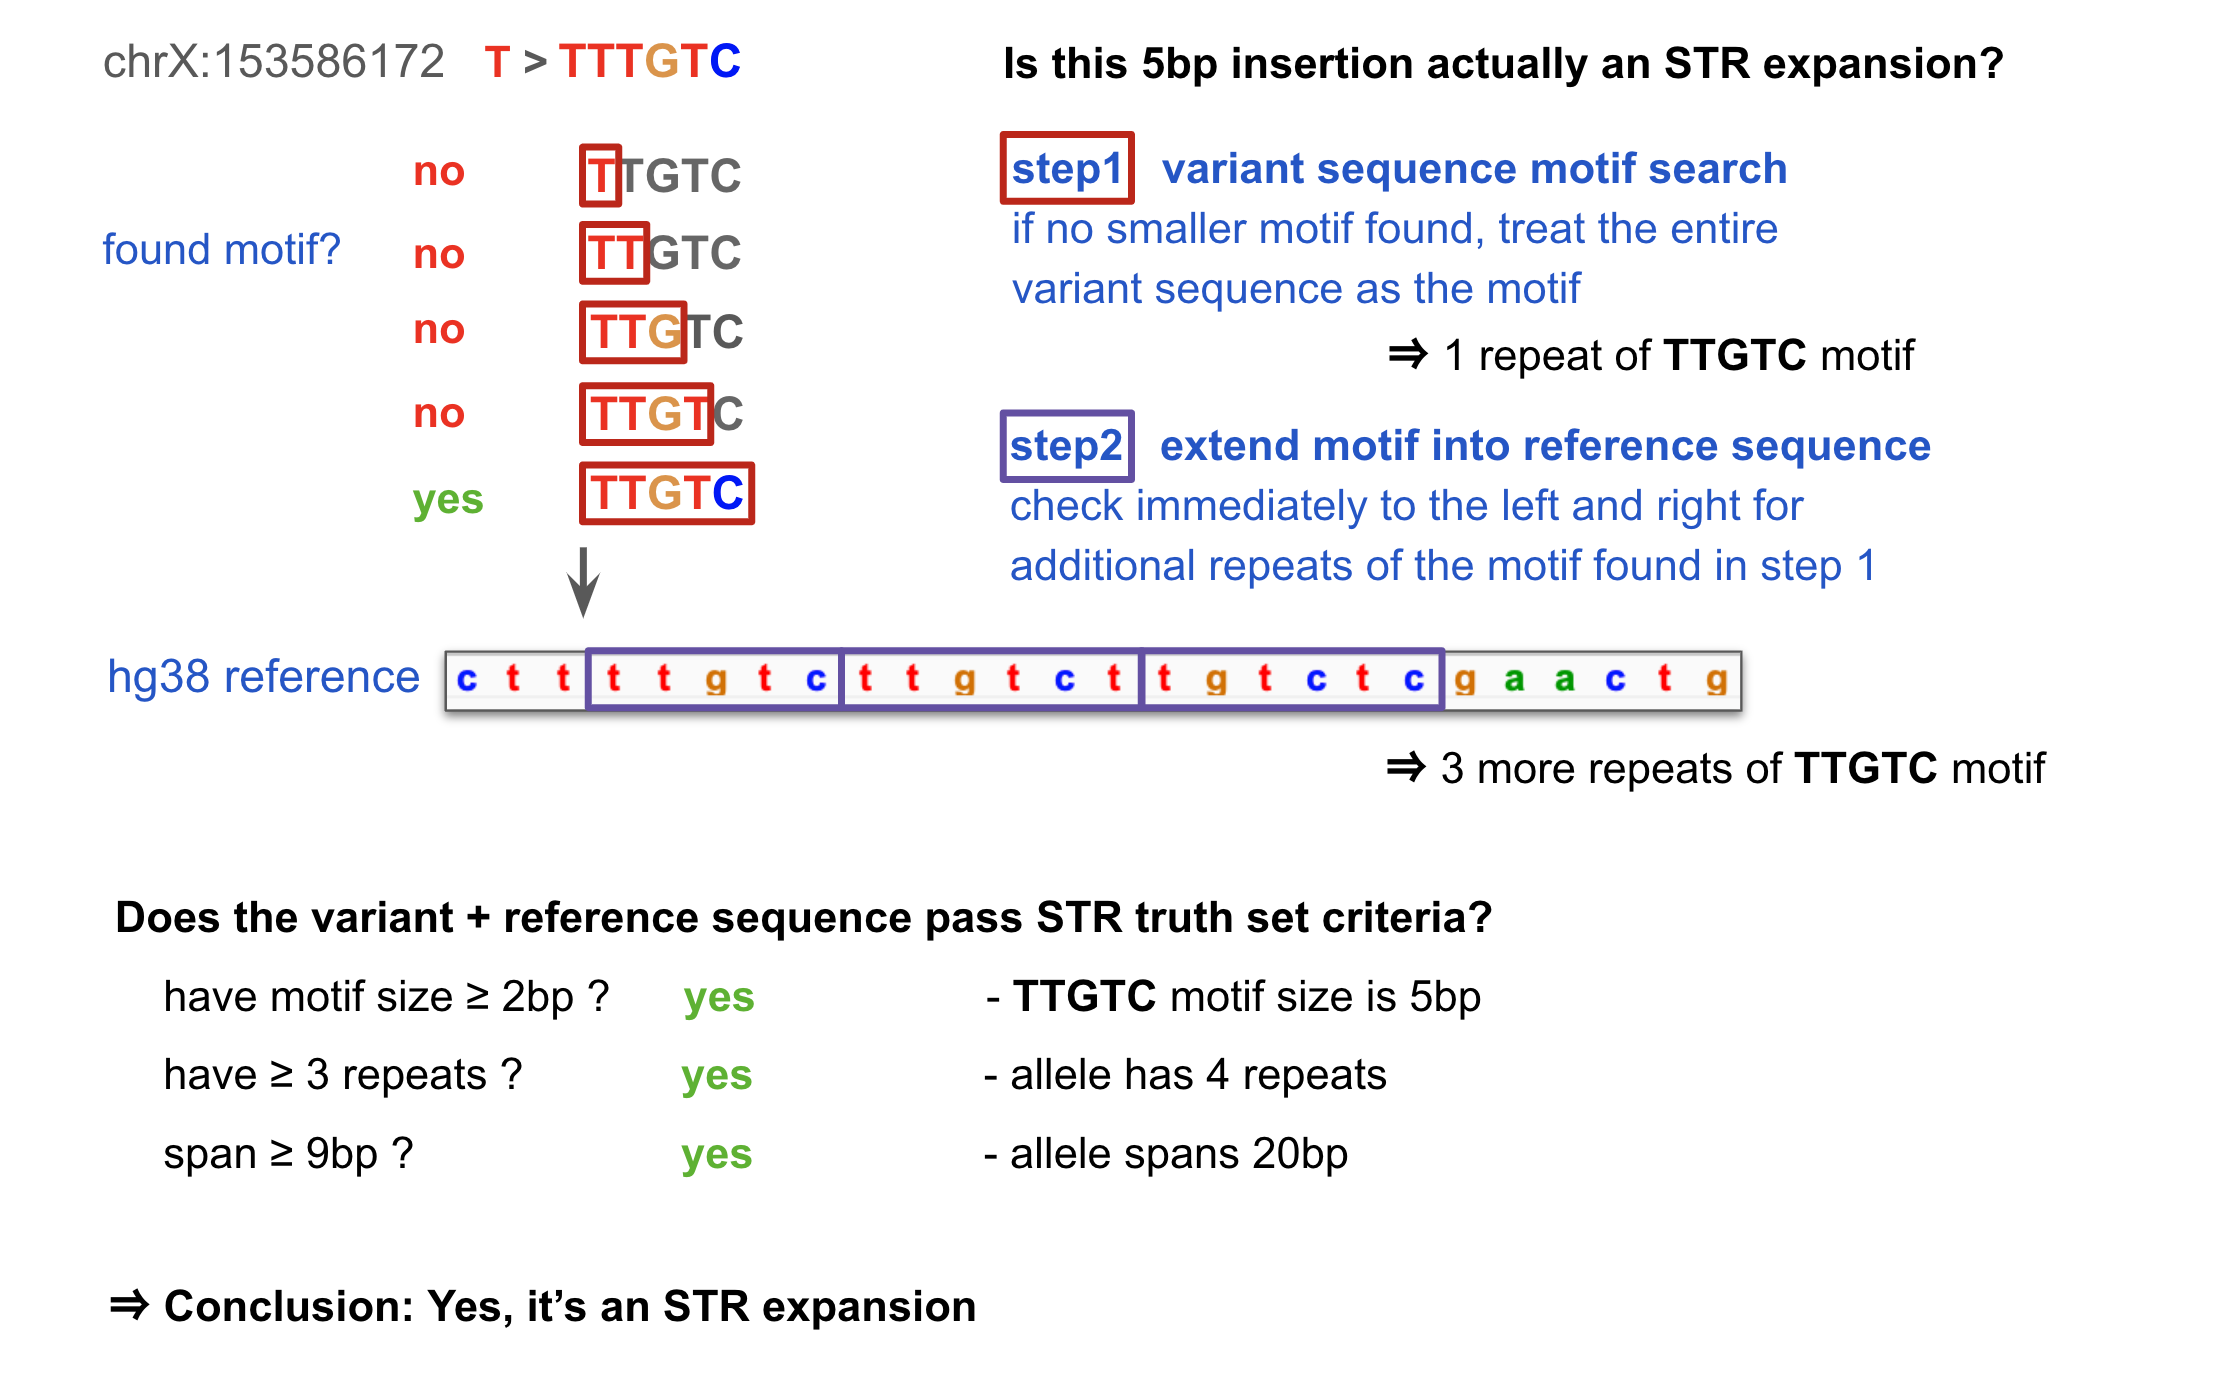 chrX:153586172 T > TTTGTC
Is this 5bp insertion actually an STR expansion?
found motif?
no TTGTC
no TTGTC
no TTGTC
no TTGTC
yes TTGTC
step1 variant sequence motif search
if no smaller motif found, treat the entire
variant sequence as the motif
⇒ 1 repeat of TTGTC motif
step2 extend motif into reference sequence
check immediately to the left and right for
additional repeats of the motif found in step 1
hg38 reference c t t t t g t c t t g t c t t g t c t c g a a c t g
⇒ 3 more repeats of TTGTC motif
Does the variant + reference sequence pass STR truth set criteria?
have motif size ≥ 2bp ? yes - TTGTC motif size is 5bp
have ≥ 3 repeats ? yes - allele has 4 repeats
span ≥ 9bp ? yes - allele spans 20bp
⇒ Conclusion: Yes, it’s an STR expansion